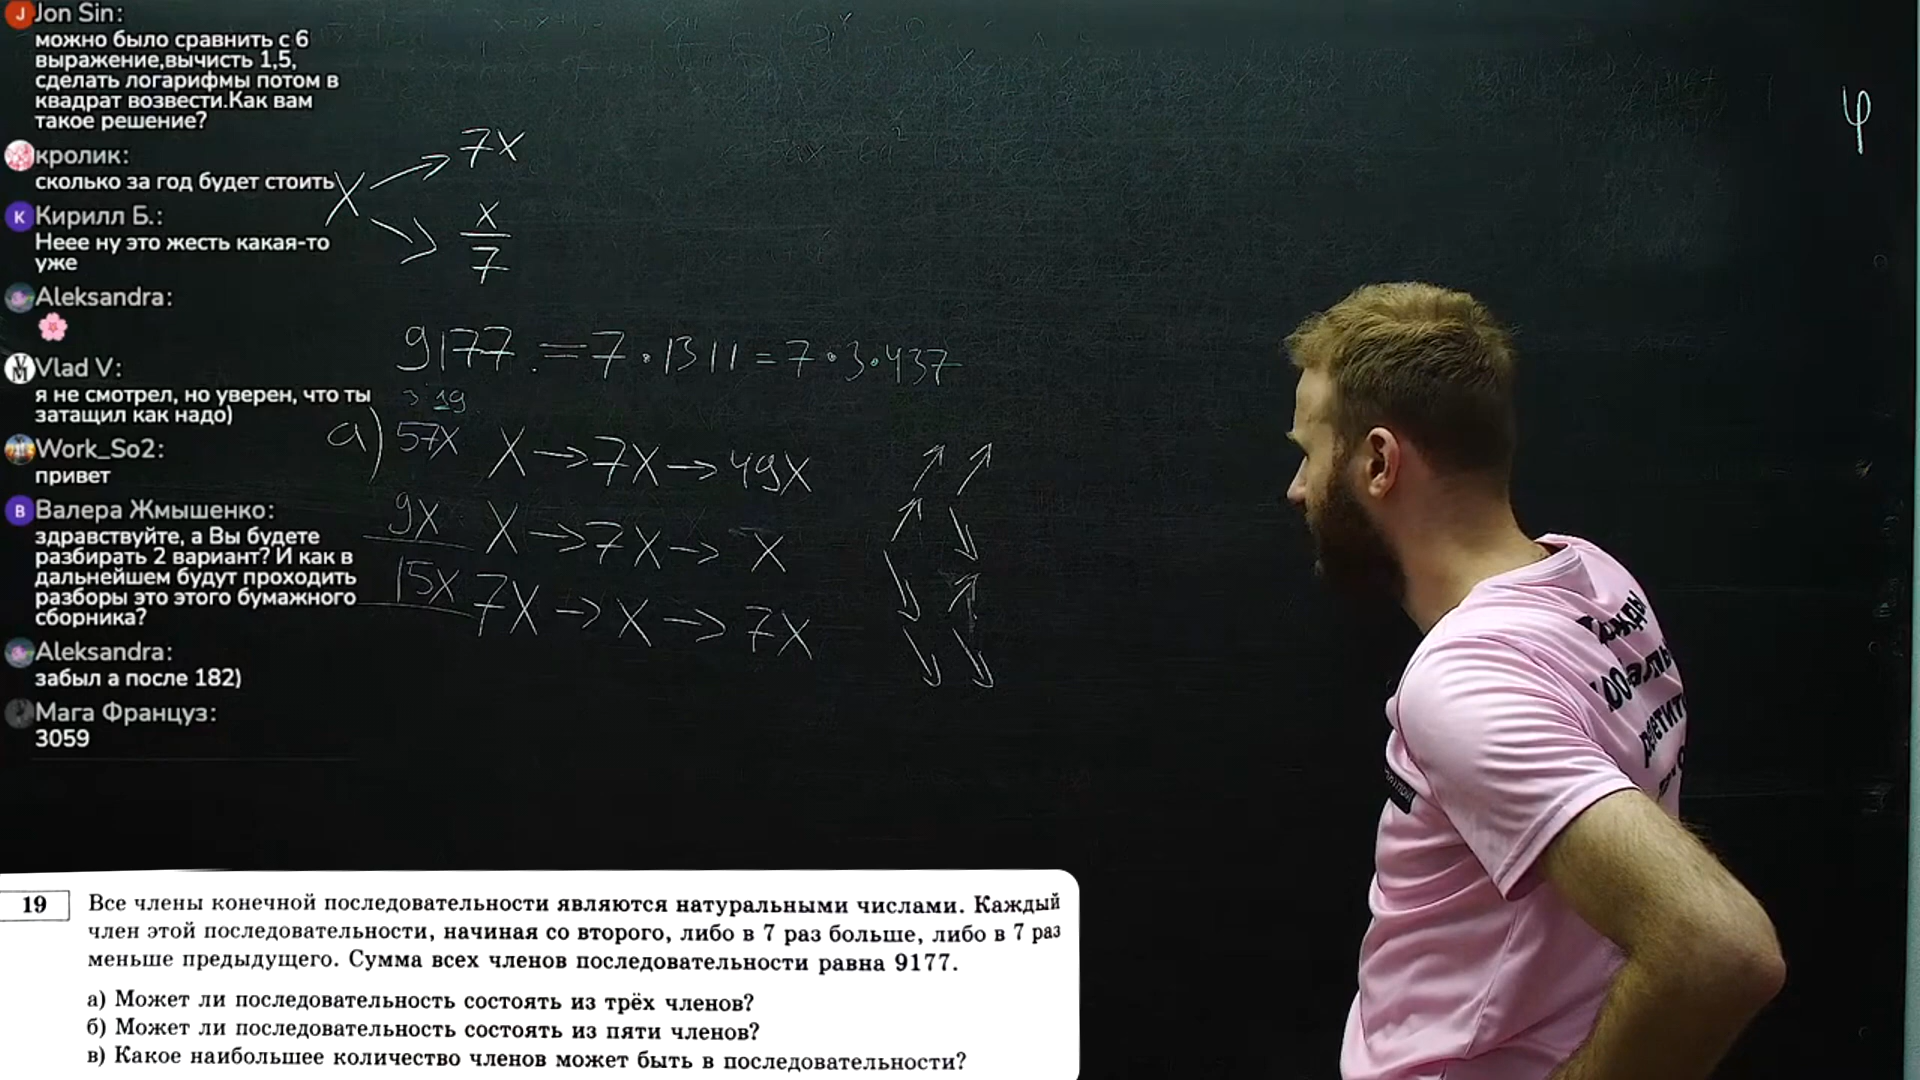 Jon Sin:
можно было сравнить с 6
выражение,вычисть 1,5,
сделать логарифмы потом в
квадрат возвести.Как вам
такое решение?
кролик:
сколько за год будет стоить
Кирилл Б.:
Неее ну это жесть какая-то
уже
Aleksandra:
Vlad V:
я не смотрел, но уверен, что ты
затащил как надо)
Work_So2:
привет
Валера Жмышенко:
здравствуйте, а Вы будете
разбирать 2 вариант? И как в
дальнейшем будут проходить
разборы это этого бумажного
сборника?
Aleksandra:
забыл а после 182)
Мага Француз:
3059
X → 7X
X/7
9177. = 7·1311 = 7·3·437
3 19
а) 57X X → 7X → 49X
9X X → 7X → X
15X 7X → X → 7X
19
Все члены конечной последовательности являются натуральными числами. Каждый
член этой последовательности, начиная со второго, либо в 7 раз больше, либо в 7 раз
меньше предыдущего. Сумма всех членов последовательности равна 9177.
а) Может ли последовательность состоять из трёх членов?
б) Может ли последовательность состоять из пяти членов?
в) Какое наибольшее количество членов может быть в последовательности?